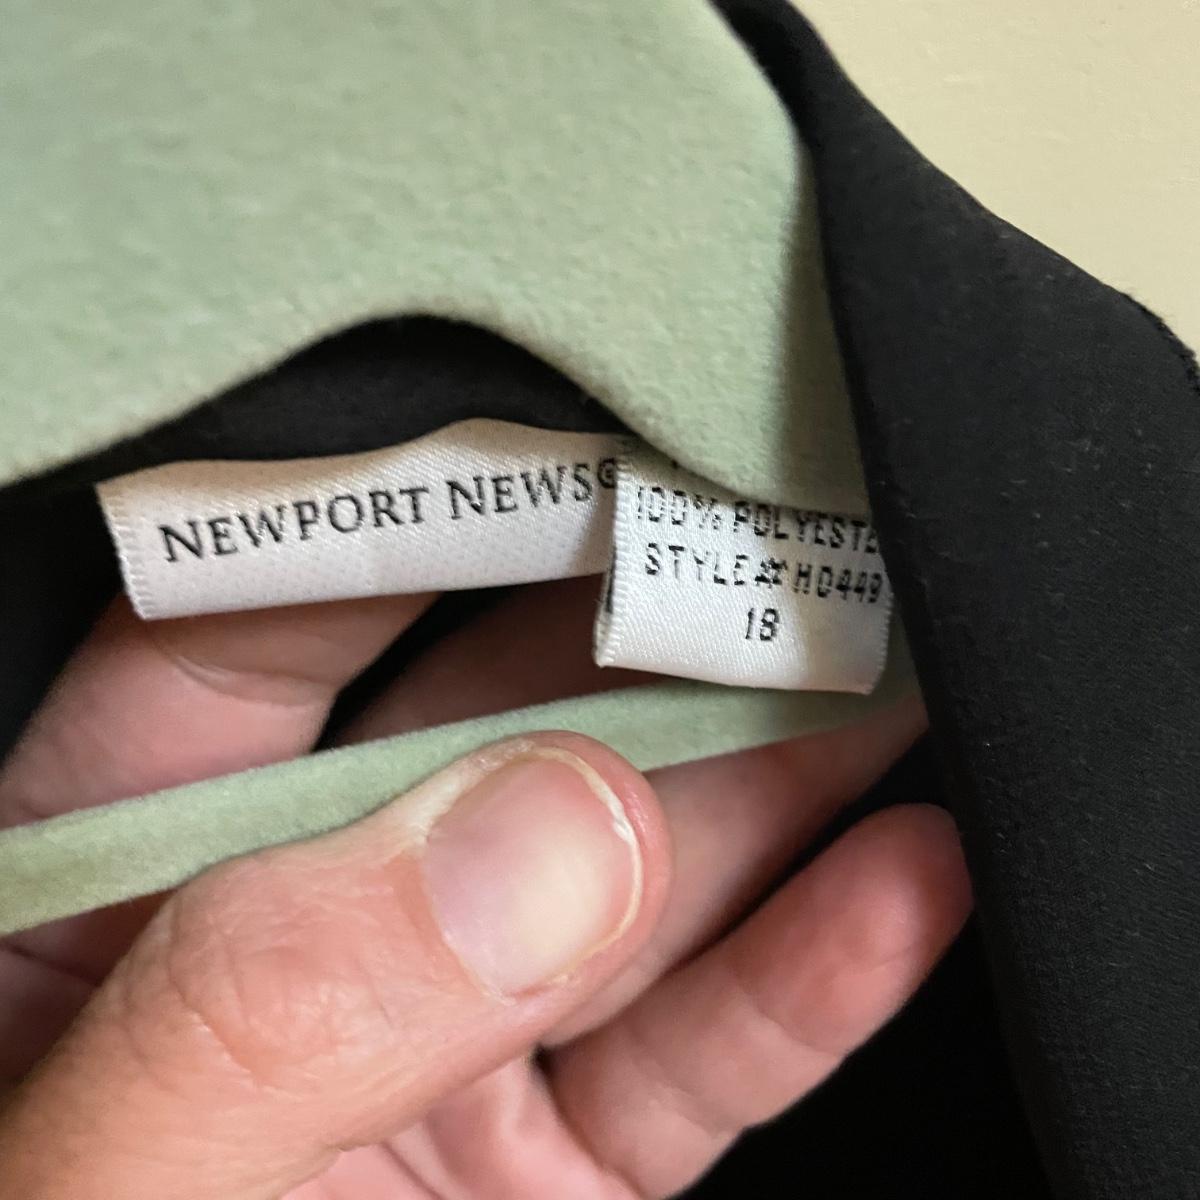 NEWPORT NEWS®
100% POLYESTE
STYLE# H0449
18